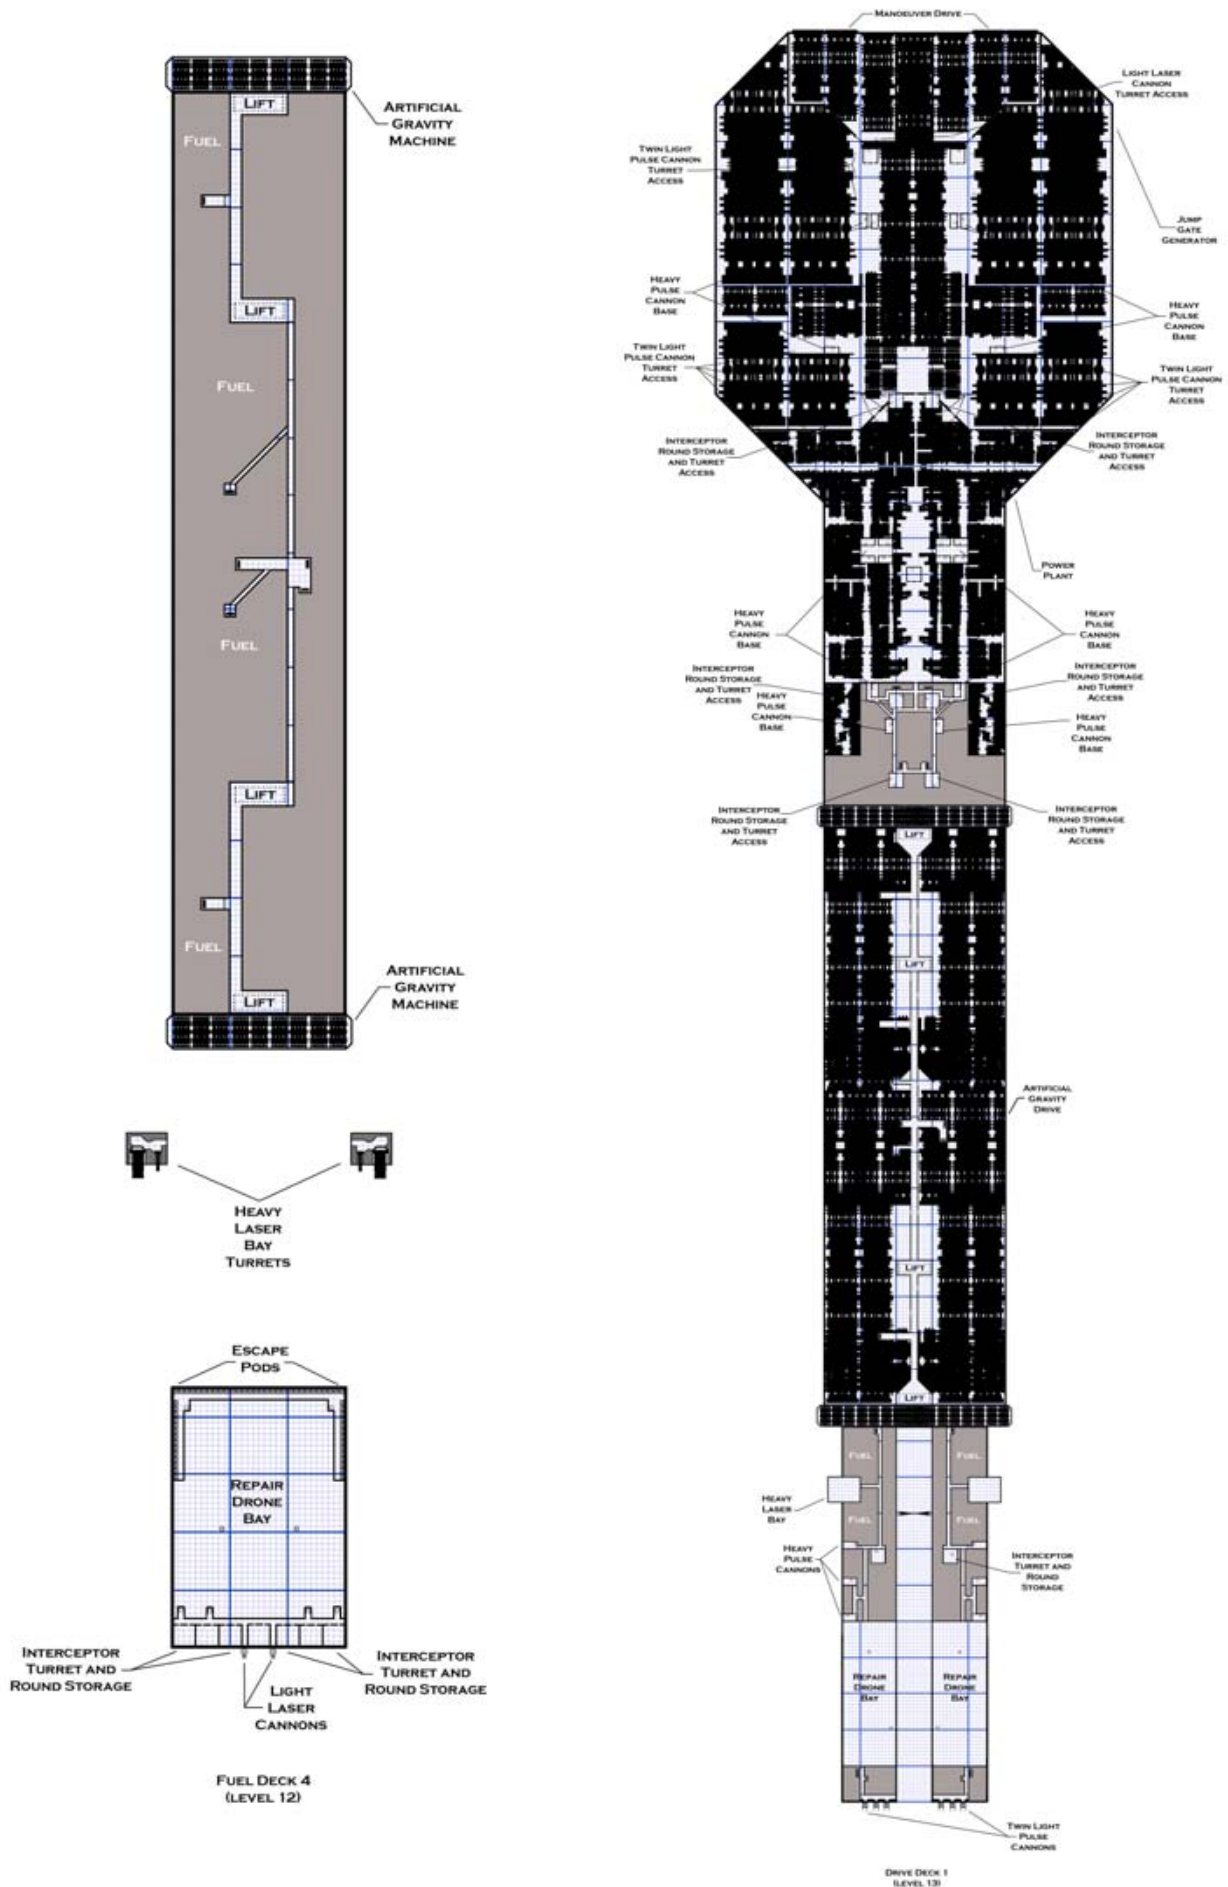 LIFT
FUEL
ARTIFICIAL
GRAVITY
MACHINE
LIFT
FUEL
FUEL
LIFT
FUEL
LIFT
ARTIFICIAL
GRAVITY
MACHINE
HEAVY
LASER
BAY
TURRETS
ESCAPE
PODS
REPAIR
DRONE
BAY
INTERCEPTOR
TURRET AND
ROUND STORAGE
LIGHT
LASER
CANNONS
INTERCEPTOR
TURRET AND
ROUND STORAGE
FUEL DECK 4
(LEVEL 12)
MANOEUVER DRIVE
LIGHT LASER
CANNON
TURRET ACCESS
TWIN LIGHT
PULSE CANNON
TURRET
ACCESS
JUMP
GATE
GENERATOR
HEAVY
PULSE
CANNON
BASE
HEAVY
PULSE
CANNON
BASE
TWIN LIGHT
PULSE CANNON
TURRET
ACCESS
TWIN LIGHT
PULSE CANNON
TURRET
ACCESS
INTERCEPTOR
ROUND STORAGE
AND TURRET
ACCESS
INTERCEPTOR
ROUND STORAGE
AND TURRET
ACCESS
POWER
PLANT
HEAVY
PULSE
CANNON
BASE
HEAVY
PULSE
CANNON
BASE
INTERCEPTOR
ROUND STORAGE
AND TURRET
ACCESS
INTERCEPTOR
ROUND STORAGE
AND TURRET
ACCESS
HEAVY
PULSE
CANNON
BASE
HEAVY
PULSE
CANNON
BASE
INTERCEPTOR
ROUND STORAGE
AND TURRET
ACCESS
INTERCEPTOR
ROUND STORAGE
AND TURRET
ACCESS
LIFT
LIFT
ARTIFICIAL
GRAVITY
DRIVE
LIFT
LIFT
FUEL
FUEL
HEAVY
LASER
BAY
FUEL
FUEL
HEAVY
PULSE
CANNONS
INTERCEPTOR
TURRET AND
ROUND
STORAGE
REPAIR
DRONE
BAY
REPAIR
DRONE
BAY
TWIN LIGHT
PULSE
CANNONS
DRIVE DECK 1
(LEVEL 13)